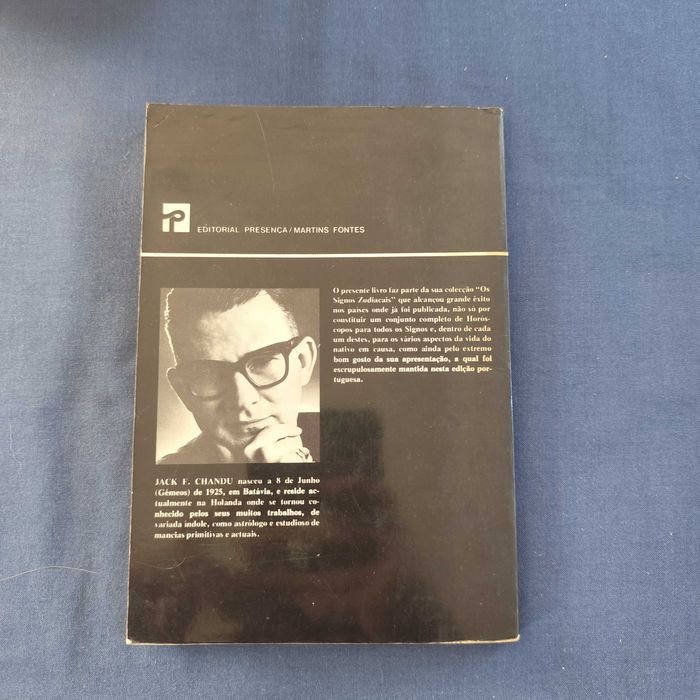 EDITORIAL PRESENÇA/MARTINS FONTES
O presente livro faz parte da sua colecção "Os
Signos Zodiacais" que alcançou grande êxito
nos países onde já foi publicada, não só por
constituir um conjunto completo de Horós-
copos para todos os Signos e, dentro de cada
um destes, para os vários aspectos da vida do
nativo em causa, como ainda pelo extremo
bom gosto da sua apresentação, a qual foi
escrupulosamente mantida nesta edição por-
tuguesa.
JACK F. CHANDU nasceu a 8 de Junho
(Gémeos) de 1925, em Batávia, e reside ac-
tualmente na Holanda onde se tornou co-
nhecido pelos seus muitos trabalhos, de
variada índole, como astrólogo e estudioso de
mancias primitivas e actuais.